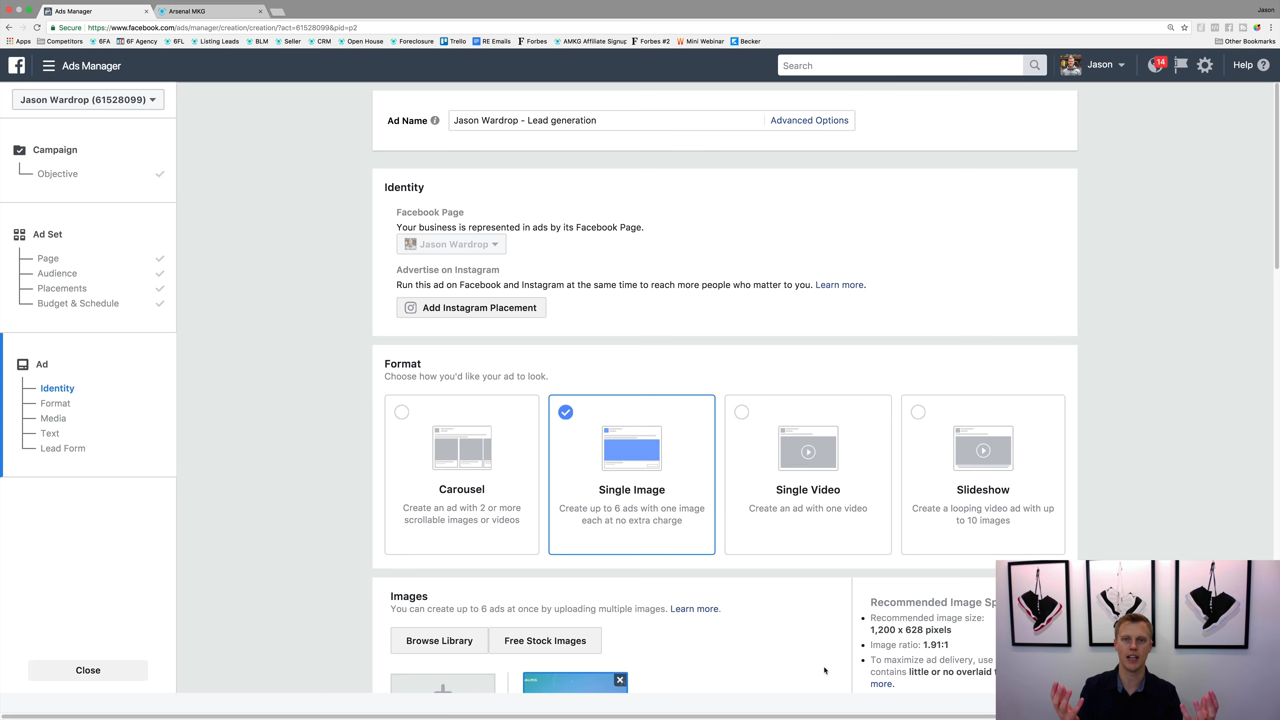 Ads Manager
Arsenal MKG
Jason
Secure
https://www.facebook.com/ads/manager/creation/creation/?act=61528099&pid=p2
Apps
Competitors
6FA
6F Agency
6FL
Listing Leads
BLM
Seller
CRM
Open House
Foreclosure
Trello
RE Emails
Forbes
AMKG Affiliate Signup
Forbes #2
Mini Webinar
Becker
Other Bookmarks
Ads Manager
Search
Jason
14
Help
Jason Wardrop (61528099)
Campaign
Objective
Ad Set
Page
Audience
Placements
Budget & Schedule
Ad
Identity
Format
Media
Text
Lead Form
Close
Ad Name
Jason Wardrop - Lead generation
Advanced Options
Identity
Facebook Page
Your business is represented in ads by its Facebook Page.
Jason Wardrop
Advertise on Instagram
Run this ad on Facebook and Instagram at the same time to reach more people who matter to you. Learn more.
Add Instagram Placement
Format
Choose how you'd like your ad to look.
Carousel
Create an ad with 2 or more
scrollable images or videos
Single Image
Create up to 6 ads with one image
each at no extra charge
Single Video
Create an ad with one video
Slideshow
Create a looping video ad with up
to 10 images
Images
You can create up to 6 ads at once by uploading multiple images. Learn more.
Browse Library
Free Stock Images
Recommended Image Sp
Recommended image size:
1,200 x 628 pixels
Image ratio: 1.91:1
To maximize ad delivery, use
contains little or no overlaid t
more.